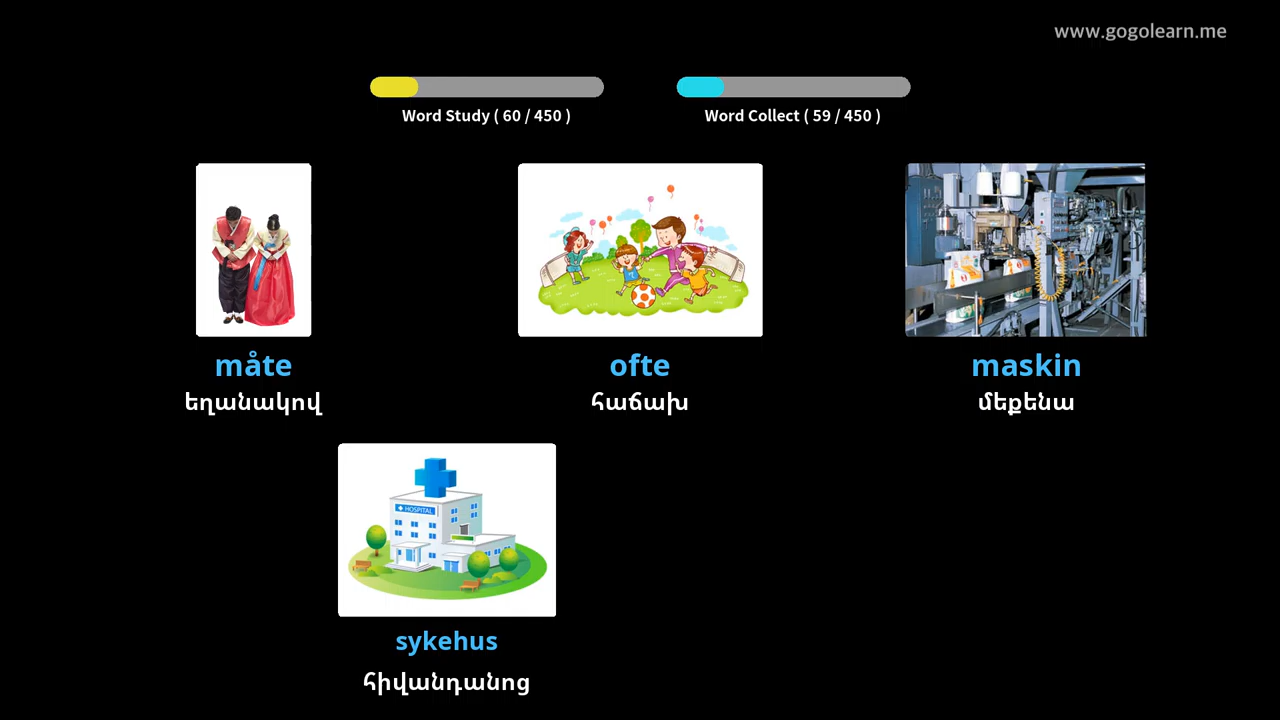 www.gogolearn.me
Word Study ( 60 / 450 )
Word Collect ( 59 / 450 )
måte
եղանակով
ofte
հաճախ
maskin
մեքենա
HOSPITAL
sykehus
հիվանդանոց